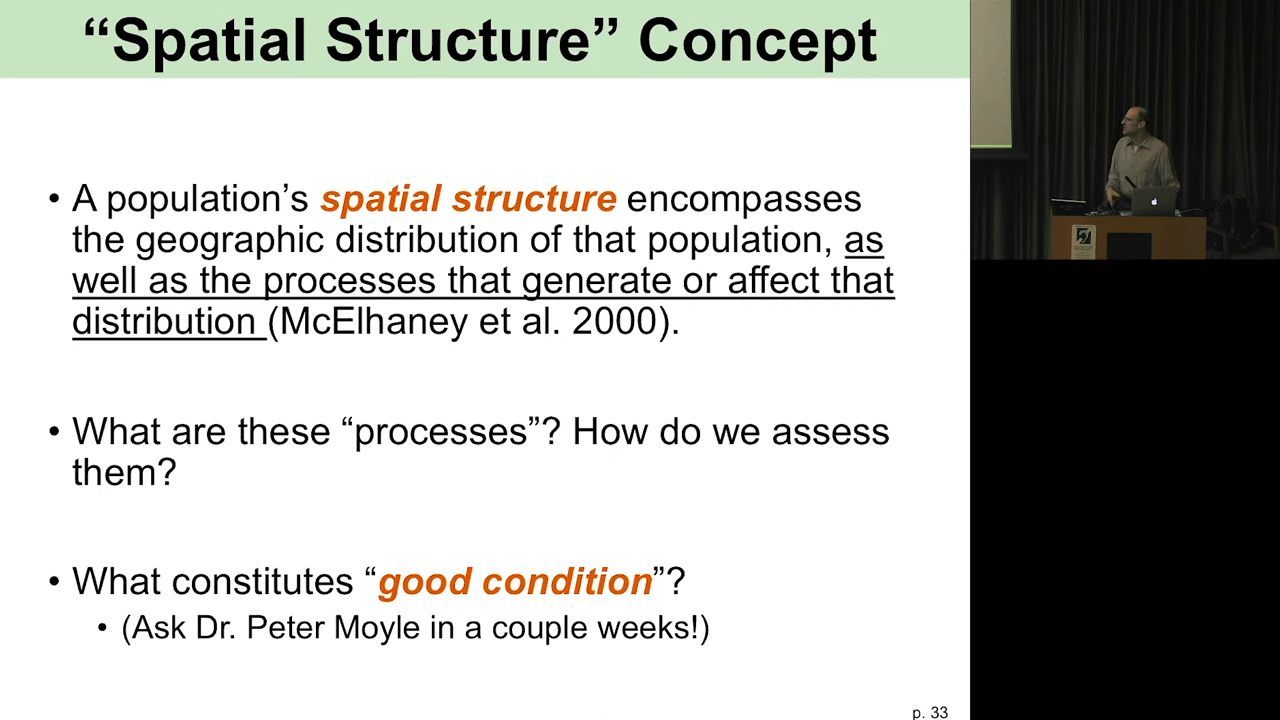 “Spatial Structure” Concept
• A population’s spatial structure encompasses
the geographic distribution of that population, as
well as the processes that generate or affect that
distribution (McElhaney et al. 2000).
• What are these “processes”? How do we assess
them?
• What constitutes “good condition”?
• (Ask Dr. Peter Moyle in a couple weeks!)
p. 33